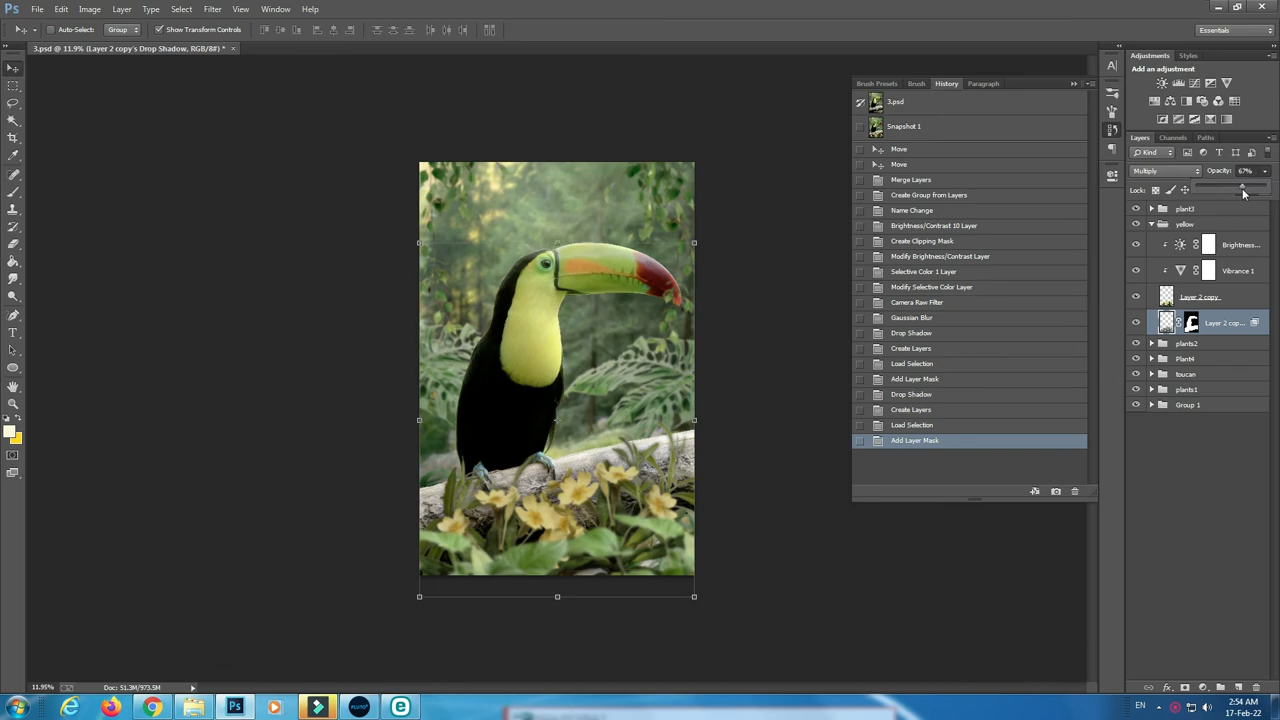 Ps File Edit Image Layer Type Select Filter View Window Help
Auto-Select: Group Show Transform Controls Essentials
3.psd @ 11.9% (Layer 2 copy's Drop Shadow, RGB/8#) *
Adjustments Styles
Add an adjustment
Brush Presets Brush History Paragraph
3.psd
Snapshot 1
Move
Move
Merge Layers
Create Group from Layers
Name Change
Brightness/Contrast 10 Layer
Create Clipping Mask
Modify Brightness/Contrast Layer
Selective Color 1 Layer
Modify Selective Color Layer
Camera Raw Filter
Gaussian Blur
Drop Shadow
Create Layers
Load Selection
Add Layer Mask
Drop Shadow
Create Layers
Load Selection
Add Layer Mask
Layers Channels Paths
Kind
Multiply Opacity: 67%
Lock:
plant3
yellow
Brightness...
Vibrance 1
Layer 2 copy
Layer 2 cop...
plants2
Plant4
toucan
plants1
Group 1
11.95% Doc: 51.3M/973.5M
EN 2:54 AM
17-Feb-22